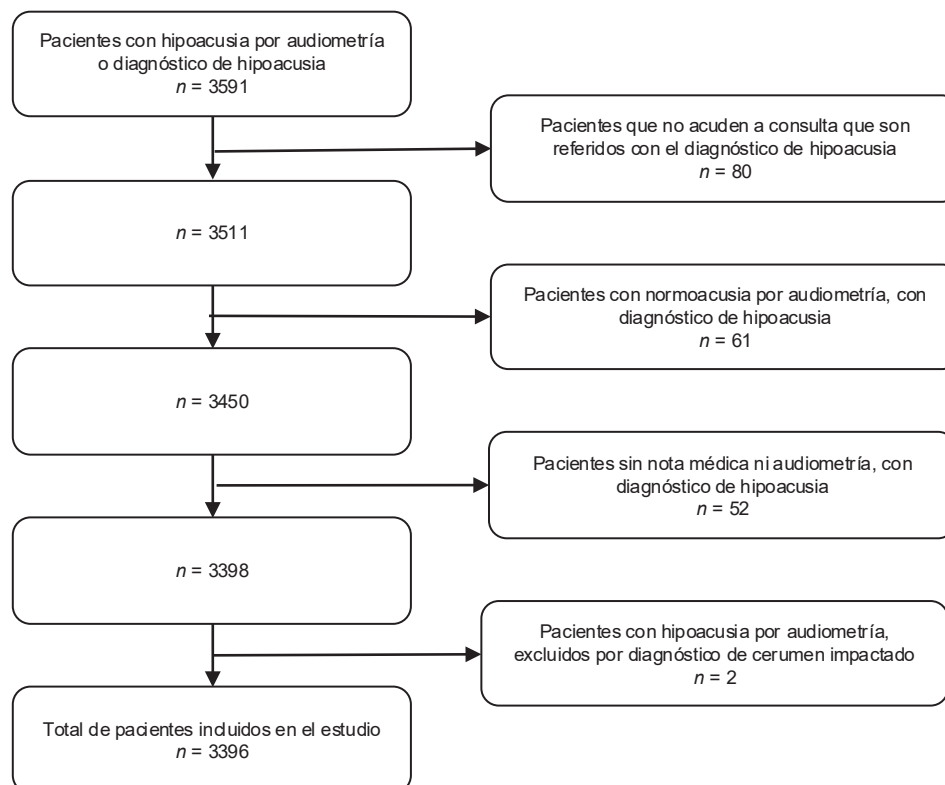 Pacientes con hipoacusia por audiometría
o diagnóstico de hipoacusia
n = 3591
Pacientes que no acuden a consulta que son
referidos con el diagnóstico de hipoacusia
n = 80
n = 3511
Pacientes con normoacusia por audiometría, con
diagnóstico de hipoacusia
n = 61
n = 3450
Pacientes sin nota médica ni audiometría, con
diagnóstico de hipoacusia
n = 52
n = 3398
Pacientes con hipoacusia por audiometría,
excluidos por diagnóstico de cerumen impactado
n = 2
Total de pacientes incluidos en el estudio
n = 3396